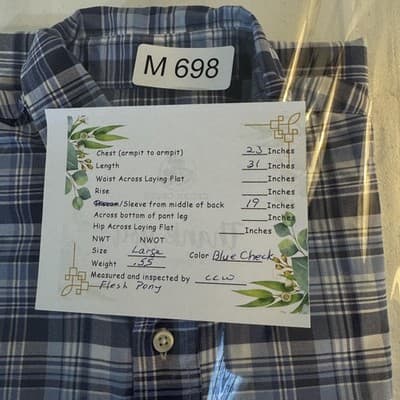 M 698
Chest (armpit to armpit) 23 Inches
Length 31 Inches
Waist Across Laying Flat Inches
Rise Inches
/Sleeve from middle of back 19 Inches
Across bottom of pant leg Inches
Hip Across Laying Flat Inches
NWT NWOT
Size Large Color Blue Check
Weight .55
Measured and inspected by CCW
Flesh Pony